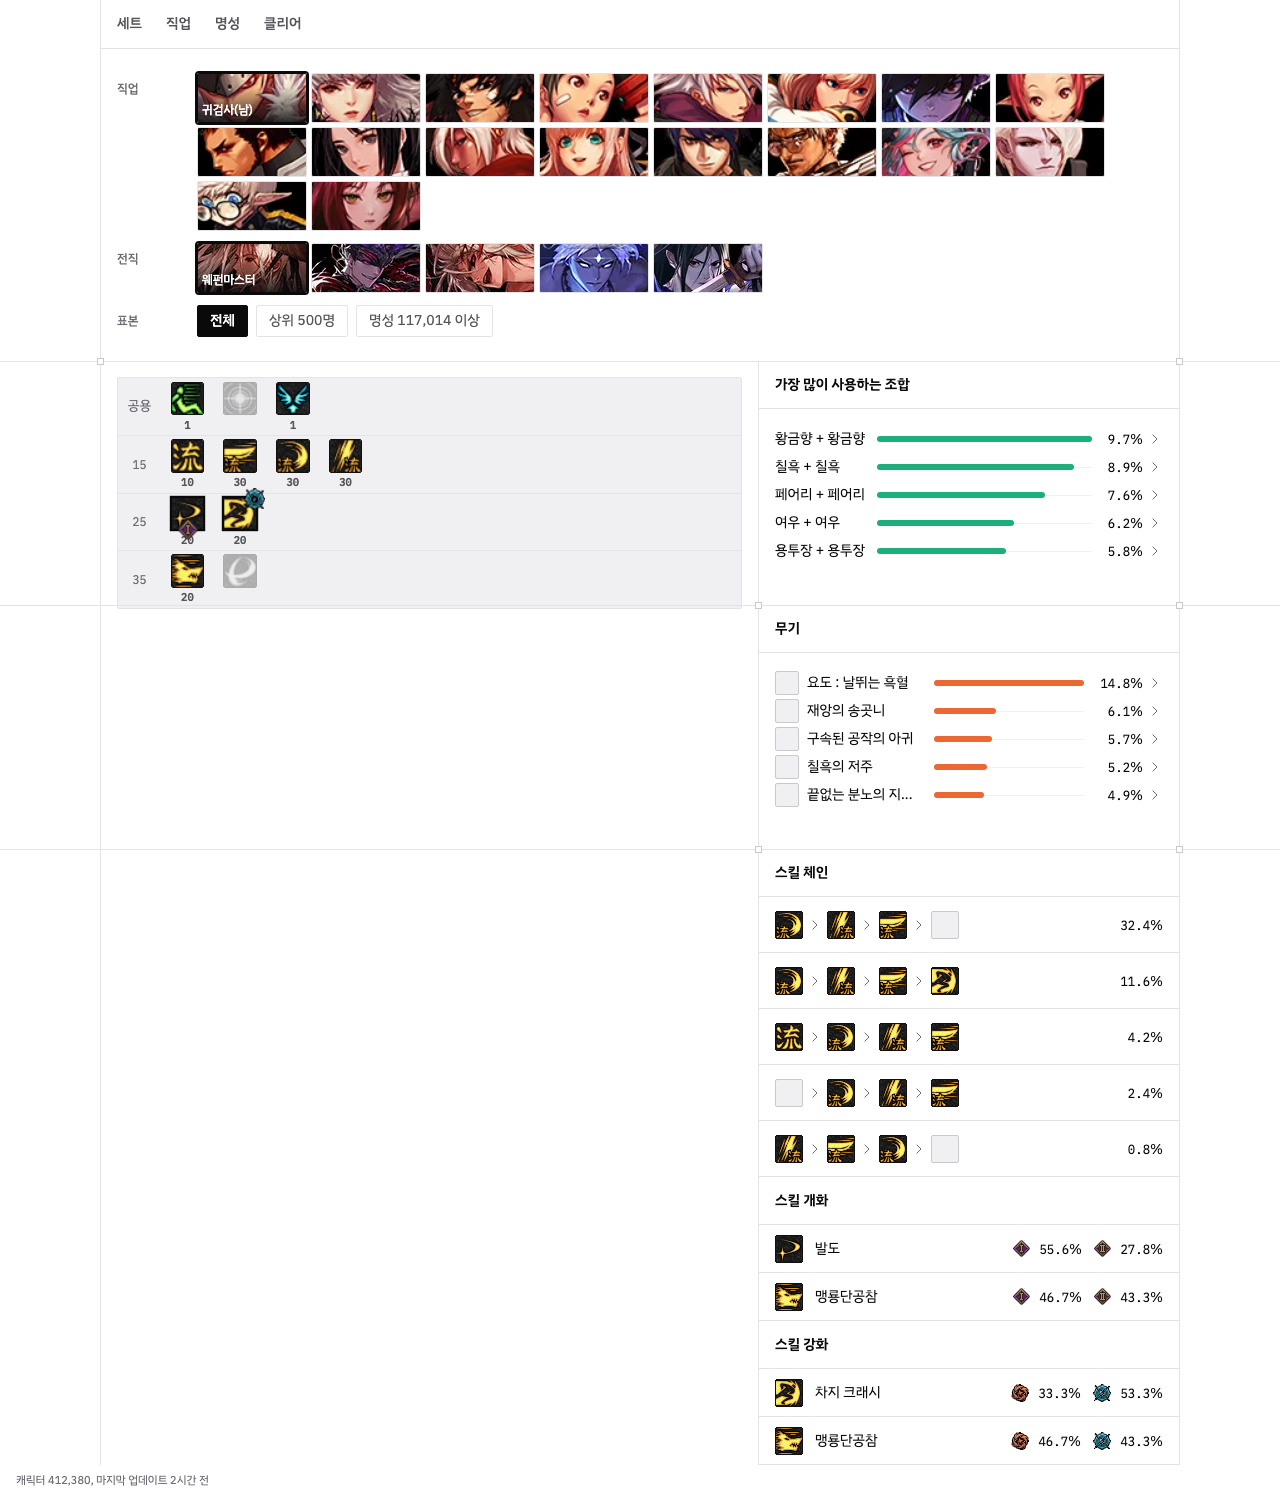 세트 직업 명성 클리어
직업
귀검사(남)
전직
웨펀마스터
표본 전체 상위 500명 명성 117,014 이상
공용
1 1
15
10 30 30 30
25
20 20
35
20
가장 많이 사용하는 조합
황금향 + 황금향 9.7%
칠흑 + 칠흑 8.9%
페어리 + 페어리 7.6%
여우 + 여우 6.2%
용투장 + 용투장 5.8%
무기
요도 : 날뛰는 흑혈 14.8%
재앙의 송곳니 6.1%
구속된 공작의 아귀 5.7%
칠흑의 저주 5.2%
끝없는 분노의 지... 4.9%
스킬 체인
32.4%
11.6%
4.2%
2.4%
0.8%
스킬 개화
발도 55.6% 27.8%
맹룡단공참 46.7% 43.3%
스킬 강화
차지 크래시 33.3% 53.3%
맹룡단공참 46.7% 43.3%
캐릭터 412,380, 마지막 업데이트 2시간 전